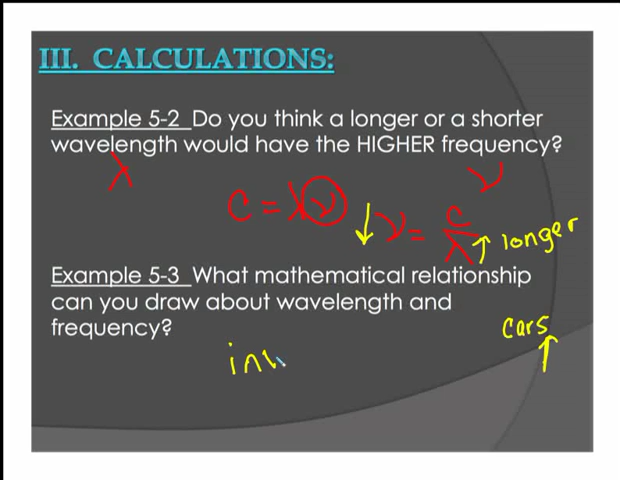 III. CALCULATIONS:
Example 5-2 Do you think a longer or a shorter
wavelength would have the HIGHER frequency?
λ ν
c = λν ↓ν = c/λ ↑ longer
Example 5-3 What mathematical relationship
can you draw about wavelength and
frequency?
cars ↑
inv